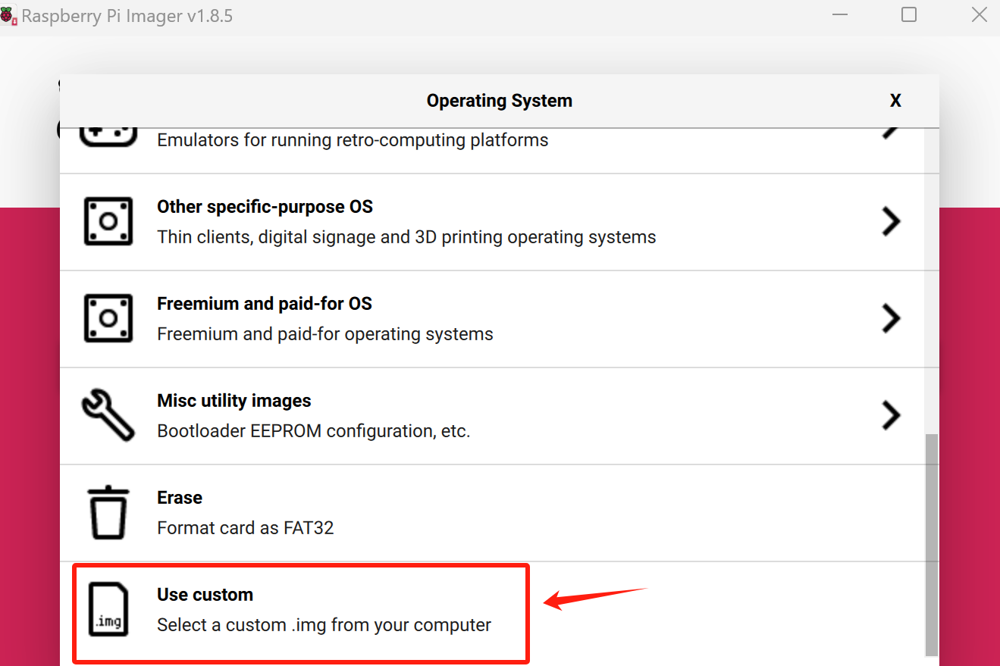 Raspberry Pi Imager v1.8.5
Operating System
X
Emulators for running retro-computing platforms
Other specific-purpose OS
Thin clients, digital signage and 3D printing operating systems
Freemium and paid-for OS
Freemium and paid-for operating systems
Misc utility images
Bootloader EEPROM configuration, etc.
Erase
Format card as FAT32
Use custom
.img
Select a custom .img from your computer